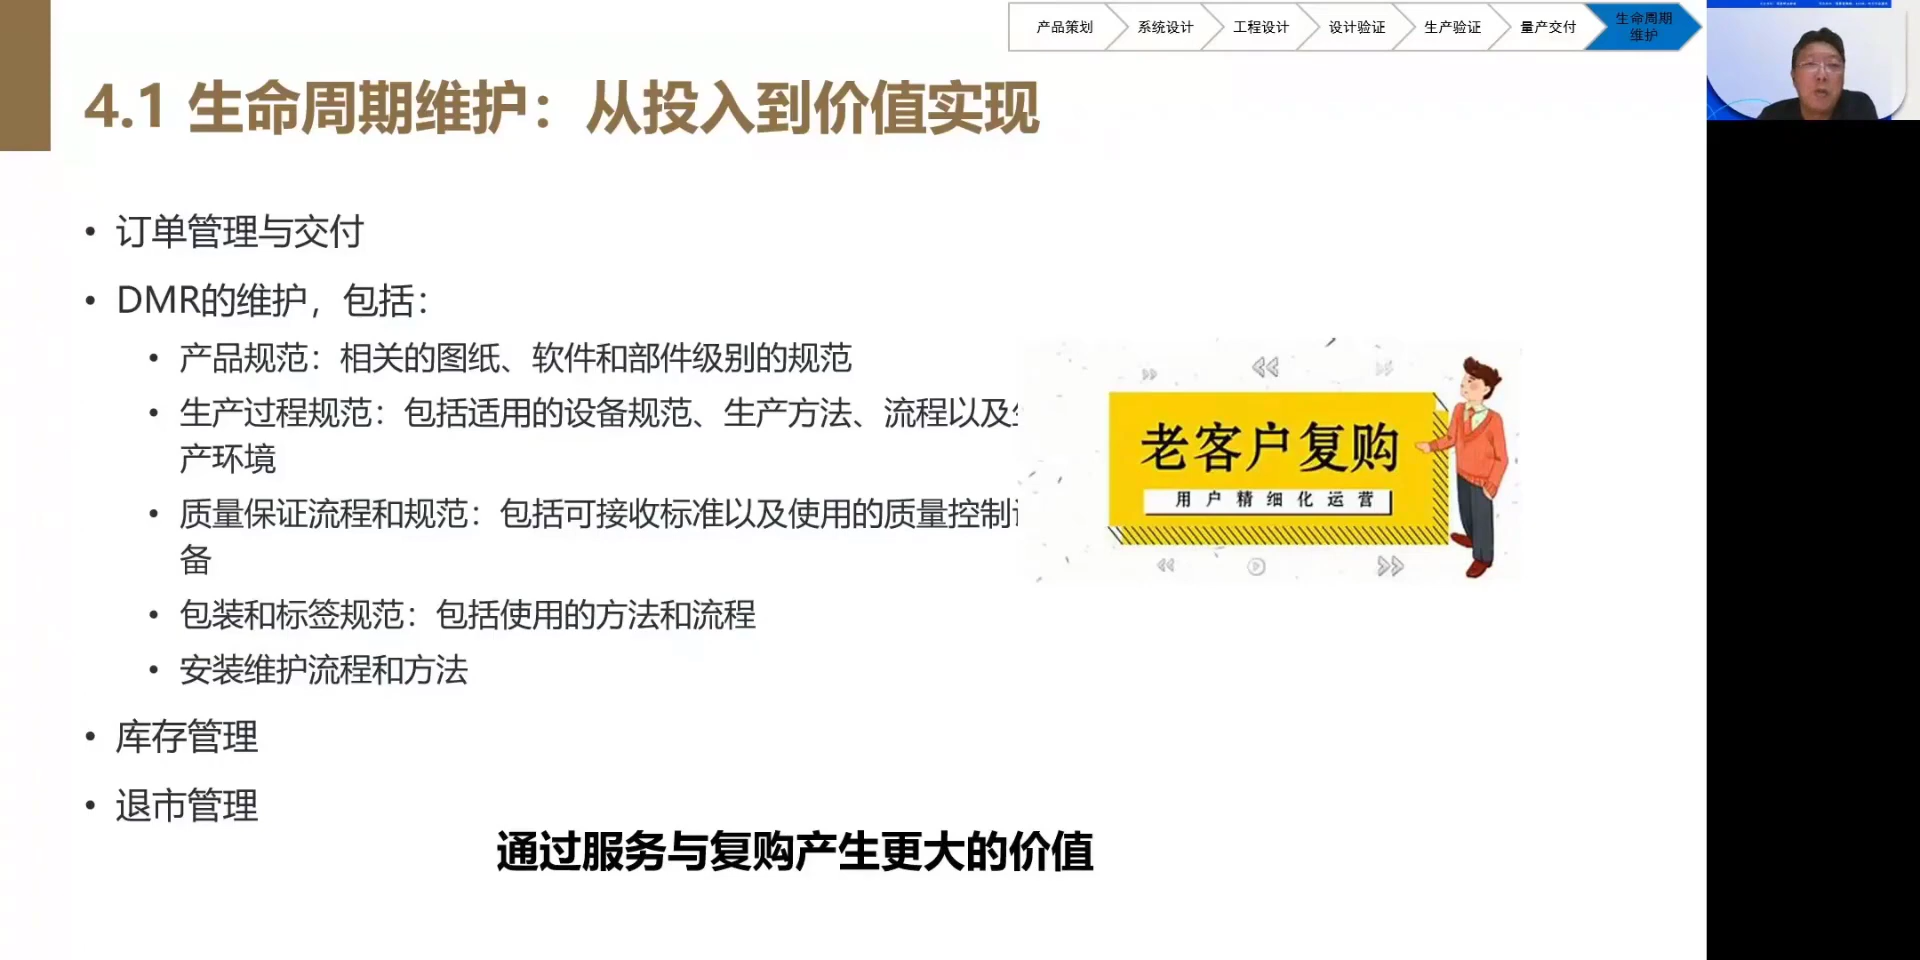 产品策划
系统设计
工程设计
设计验证
生产验证
量产交付
生命周期
维护
4.1 生命周期维护：从投入到价值实现
• 订单管理与交付
• DMR的维护，包括：
• 产品规范：相关的图纸、软件和部件级别的规范
• 生产过程规范：包括适用的设备规范、生产方法、流程以及生
产环境
• 质量保证流程和规范：包括可接收标准以及使用的质量控制设
备
• 包装和标签规范：包括使用的方法和流程
• 安装维护流程和方法
• 库存管理
• 退市管理
老客户复购
用户精细化运营
通过服务与复购产生更大的价值